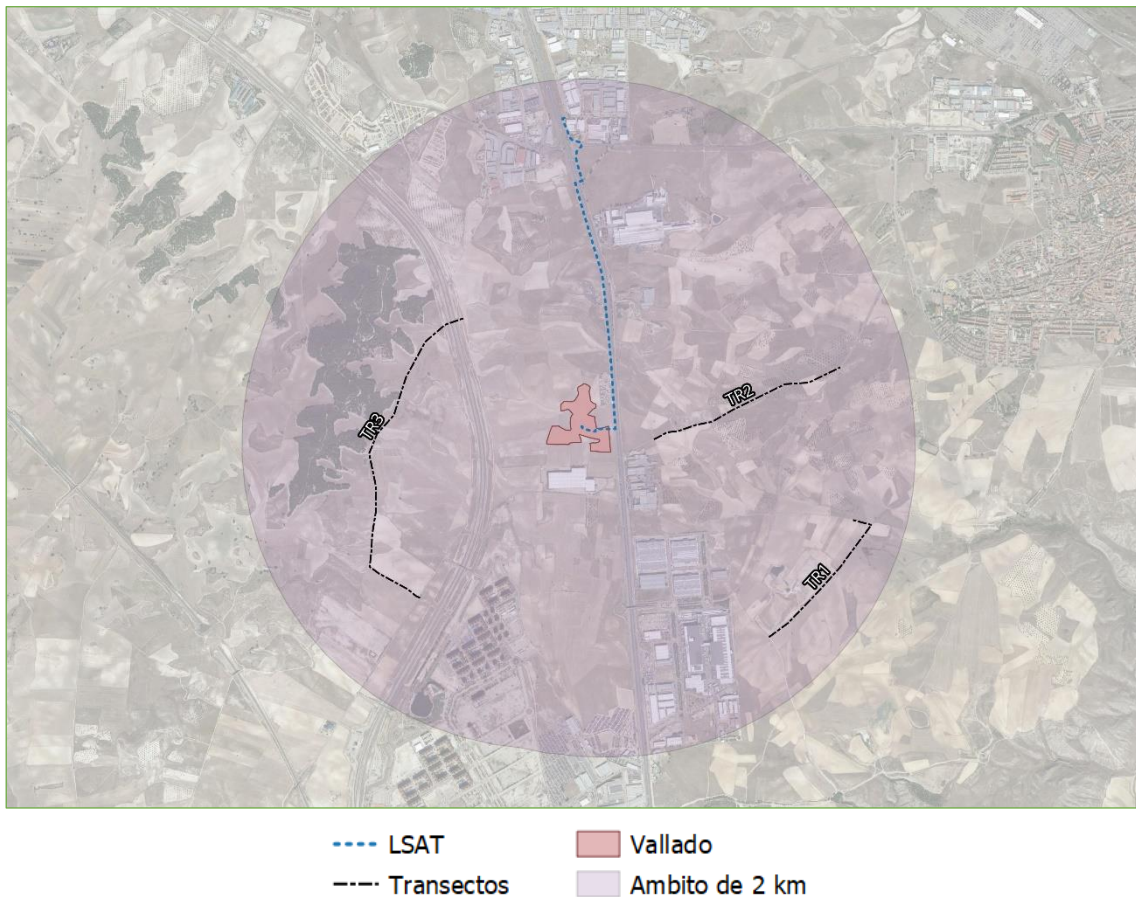 TR3
TR2
TR1
LSAT
Vallado
Transectos
Ambito de 2 km